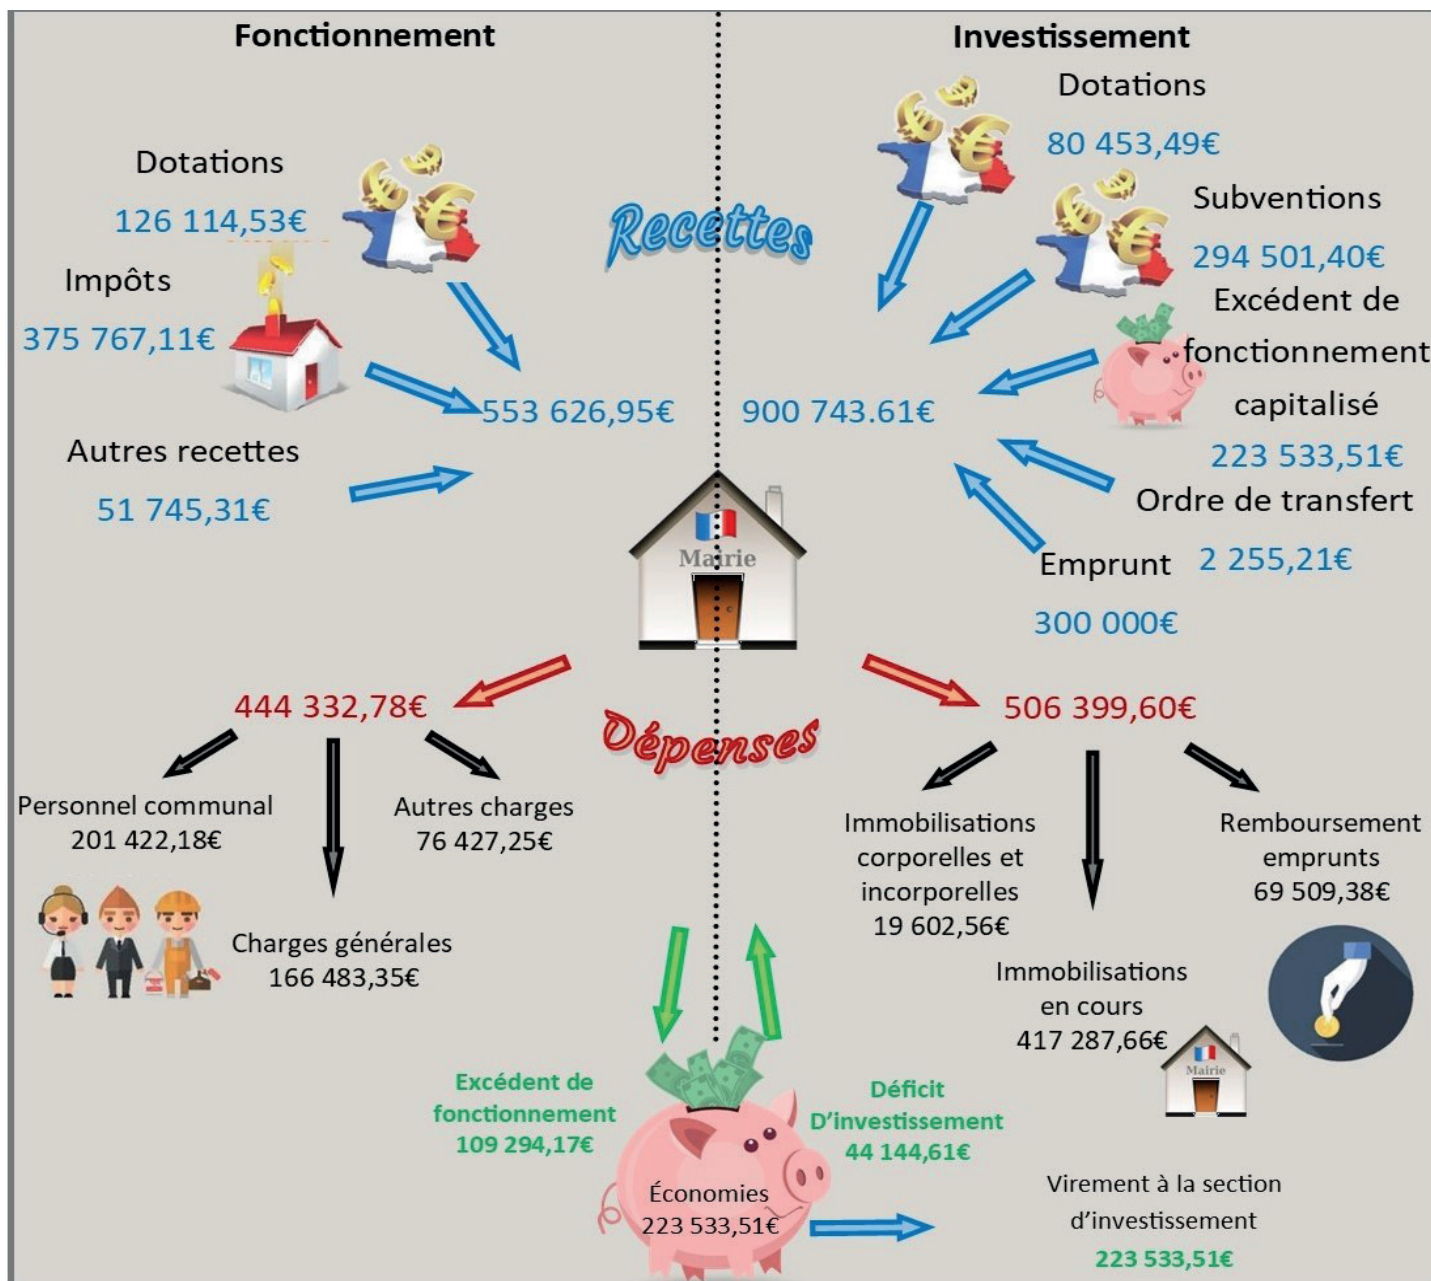 Fonctionnement
Investissement
Dotations
126 114,53€
Impôts
375 767,11€
Autres recettes
51 745,31€
553 626,95€
Recettes
Dotations
80 453,49€
Subventions
294 501,40€
Excédent de
fonctionnement
capitalisé
223 533,51€
Ordre de transfert
2 255,21€
Emprunt
300 000€
900 743.61€
Mairie
444 332,78€
Dépenses
506 399,60€
Personnel communal
201 422,18€
Autres charges
76 427,25€
Charges générales
166 483,35€
Immobilisations
corporelles et
incorporelles
19 602,56€
Remboursement
emprunts
69 509,38€
Immobilisations
en cours
417 287,66€
Mairie
Excédent de
fonctionnement
109 294,17€
Déficit
D’investissement
44 144,61€
Économies
223 533,51€
Virement à la section
d’investissement
223 533,51€